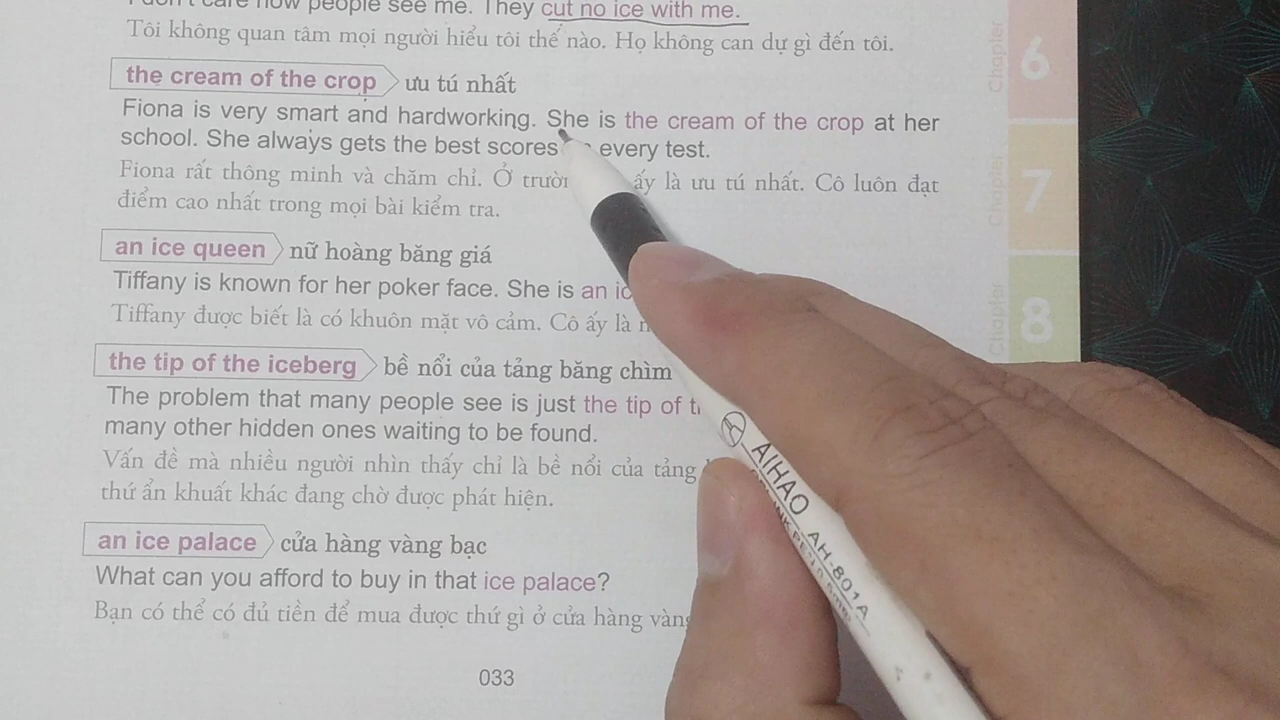 I don't care how people see me. They cut no ice with me.
Tôi không quan tâm mọi người hiểu tôi thế nào. Họ không can dự gì đến tôi.
the cream of the crop ưu tú nhất
Fiona is very smart and hardworking. She is the cream of the crop at her
school. She always gets the best scores every test.
Fiona rất thông minh và chăm chỉ. Ở ấy là ưu tú nhất. Cô luôn đạt
điểm cao nhất trong mọi bài kiểm tra.
an ice queen nữ hoàng băng giá
Tiffany is known for her poker face. She is an
Tiffany được biết là có khuôn mặt vô cảm. Cô ấy là
the tip of the iceberg bề nổi của tảng băng chìm
The problem that many people see is just the tip of
many other hidden ones waiting to be found.
Vấn đề mà nhiều người nhìn thấy chỉ là bề nổi của tảng
thứ ẩn khuất khác đang chờ được phát hiện.
an ice palace cửa hàng vàng bạc
What can you afford to buy in that ice palace?
Bạn có thể có đủ tiền để mua được thứ gì ở cửa hàng vàng
033
Chapter 6
Chapter 7
Chapter 8
AIHAO AH-801A